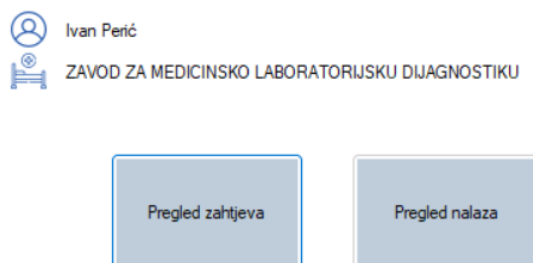 Ivan Perić
ZAVOD ZA MEDICINSKO LABORATORIJSKU DIJAGNOSTIKU
Pregled zahtjeva
Pregled nalaza